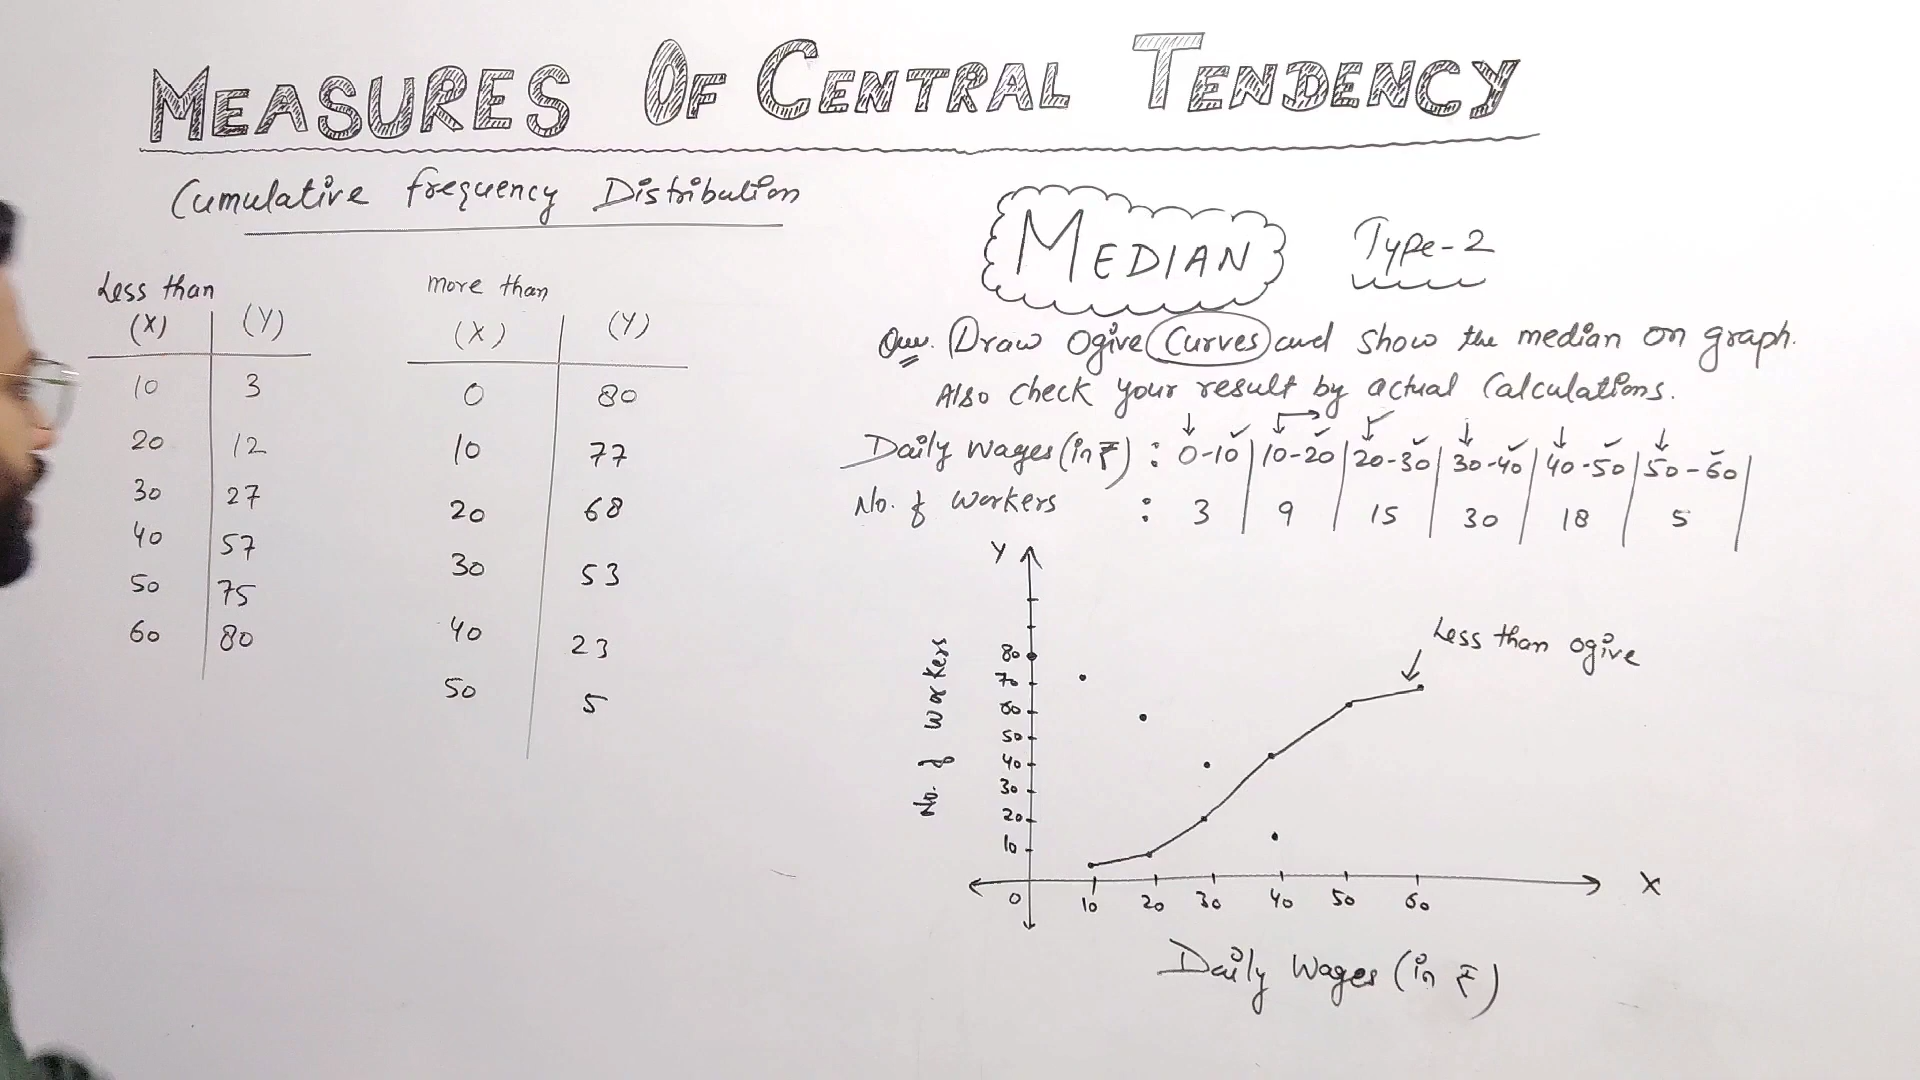 MEASURES OF CENTRAL TENDENCY
Cumulative frequency Distribution
Less than
(X) (Y)
10 3
20 12
30 27
40 57
50 75
60 80
more than
(X) (Y)
0 80
10 77
20 68
30 53
40 23
50 5
MEDIAN Type-2
Que. Draw Ogive Curves and show the median on graph.
Also check your result by actual Calculations.
Daily Wages (in ₹) : 0-10 10-20 20-30 30-40 40-50 50-60
No. of Workers : 3 9 15 30 18 5
Y
80
70
60
50
40
30
20
10
No. of workers
Less than ogive
0 10 20 30 40 50 60 X
Daily Wages (in ₹)